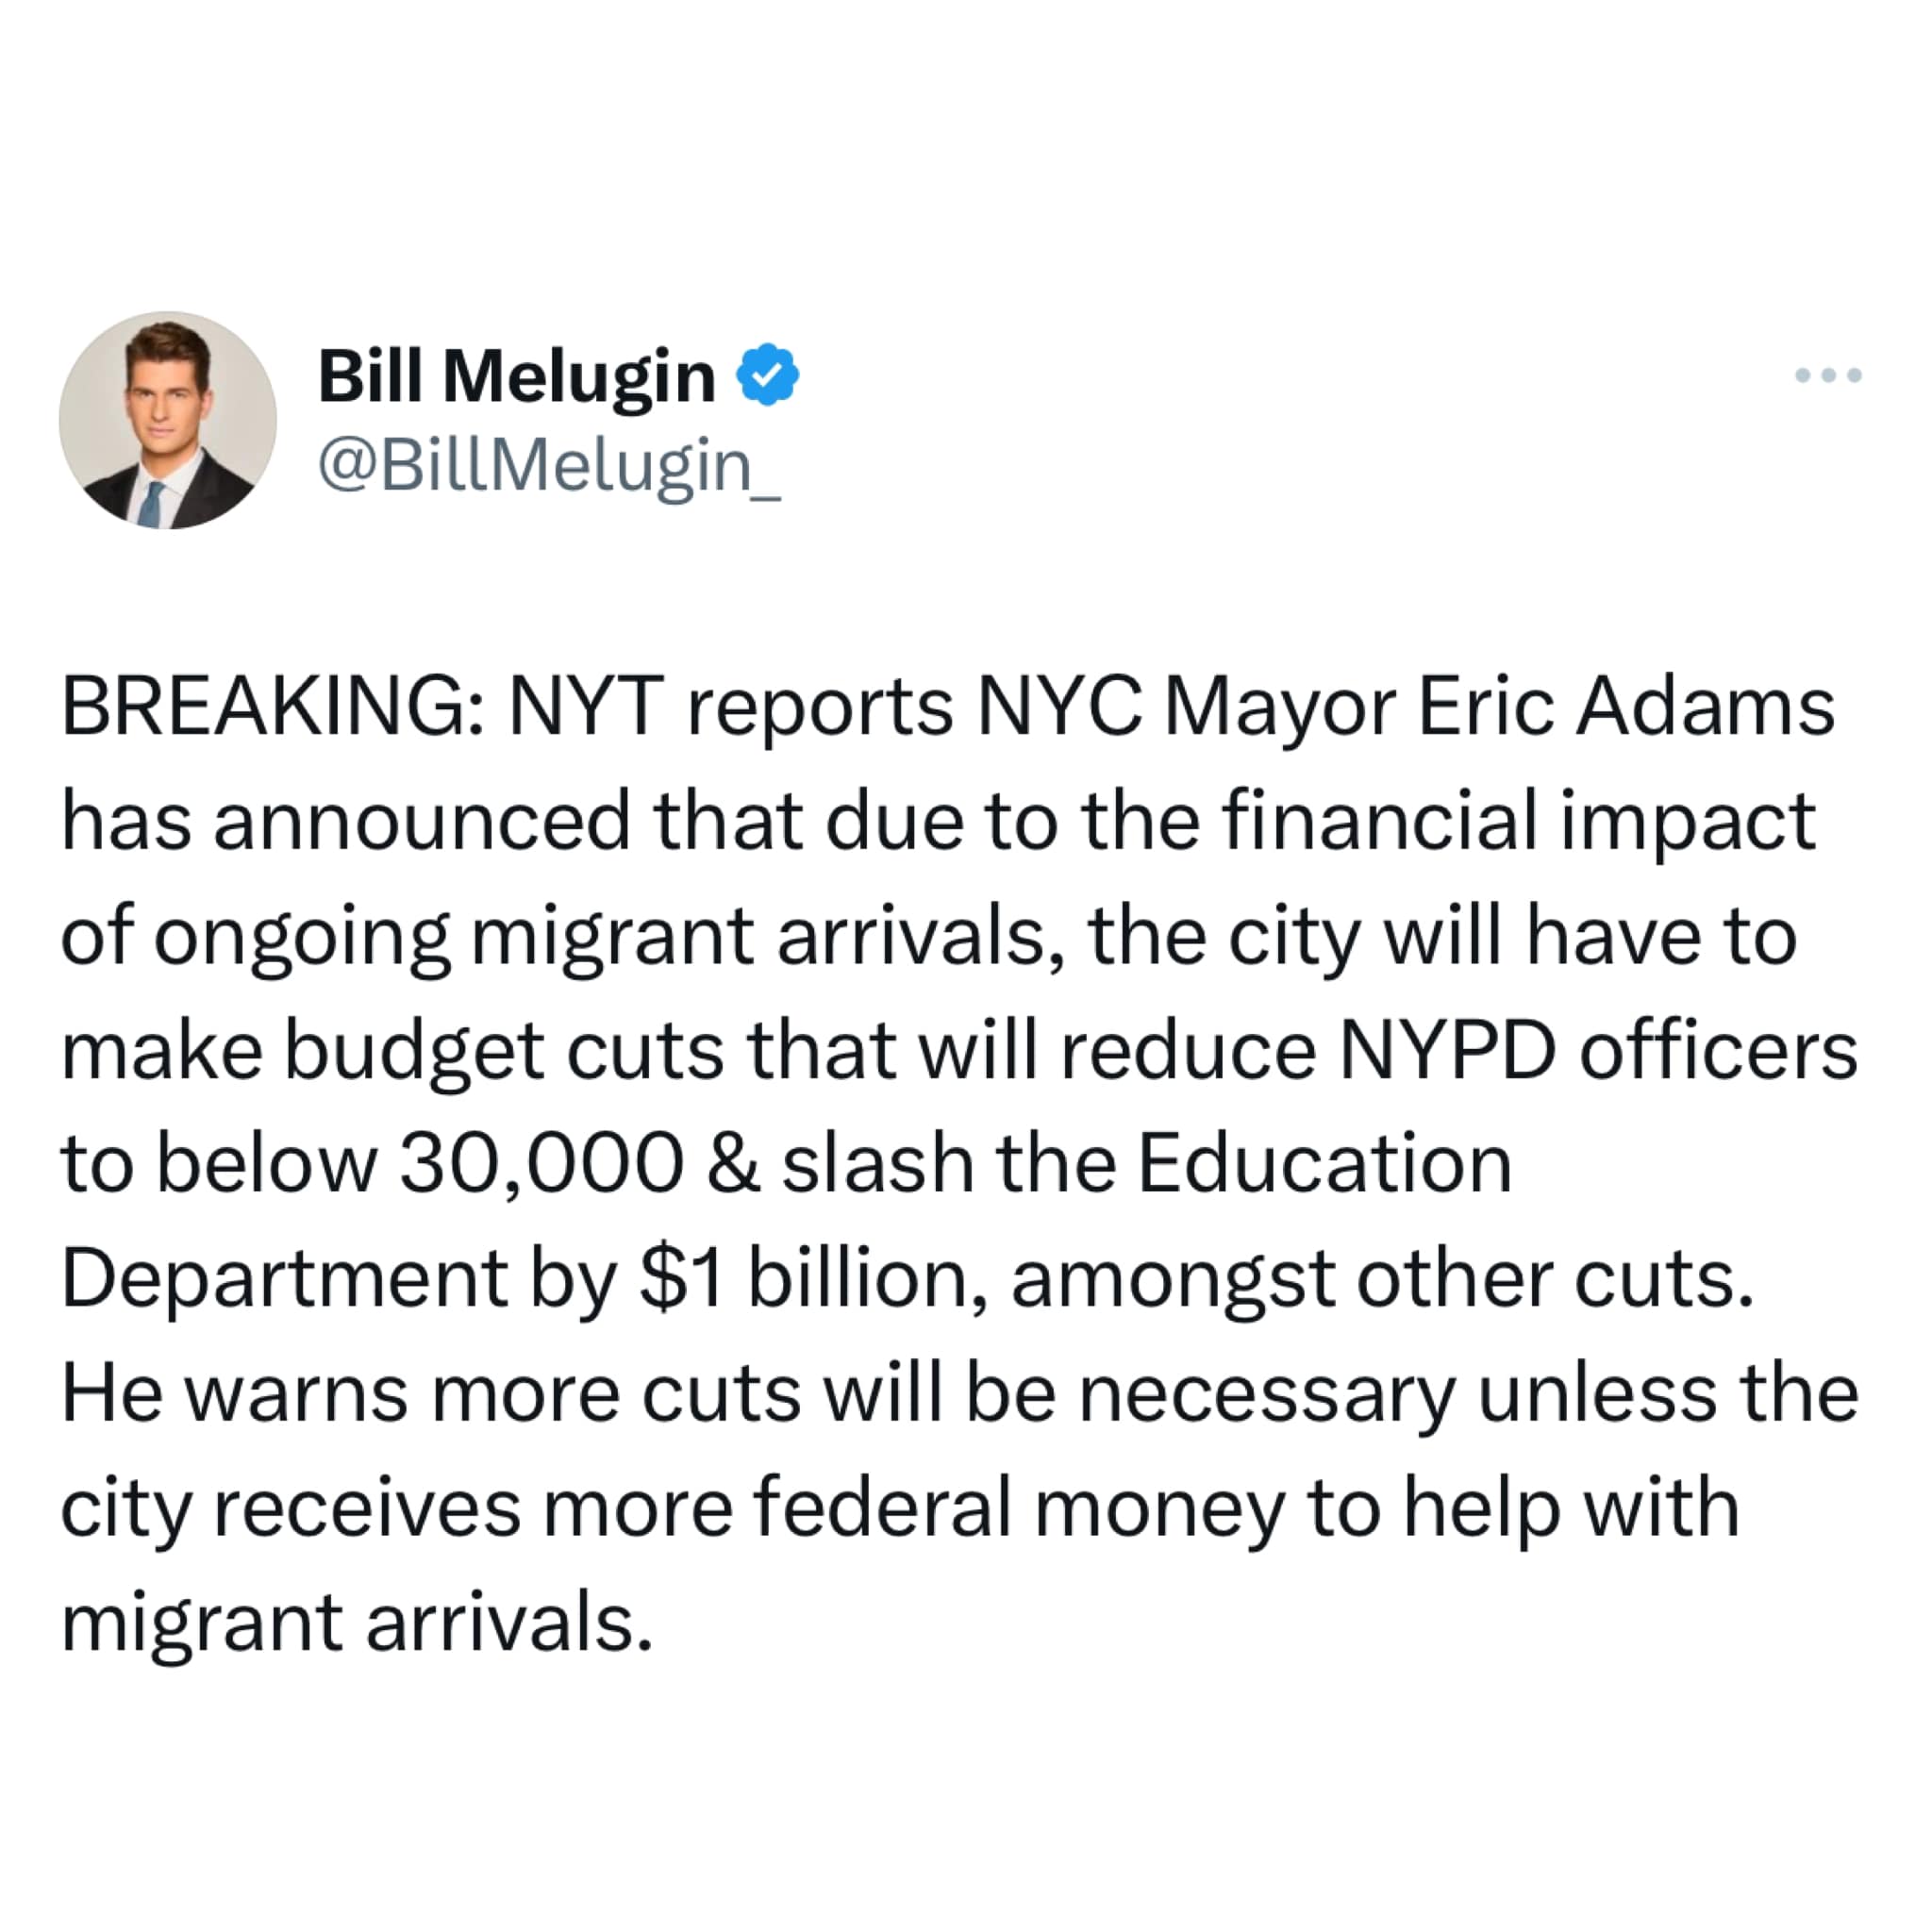 Bill Melugin
@BillMelugin_
BREAKING: NYT reports NYC Mayor Eric Adams
has announced that due to the financial impact
of ongoing migrant arrivals, the city will have to
make budget cuts that will reduce NYPD officers
to below 30,000 & slash the Education
Department by $1 billion, amongst other cuts.
He warns more cuts will be necessary unless the
city receives more federal money to help with
migrant arrivals.